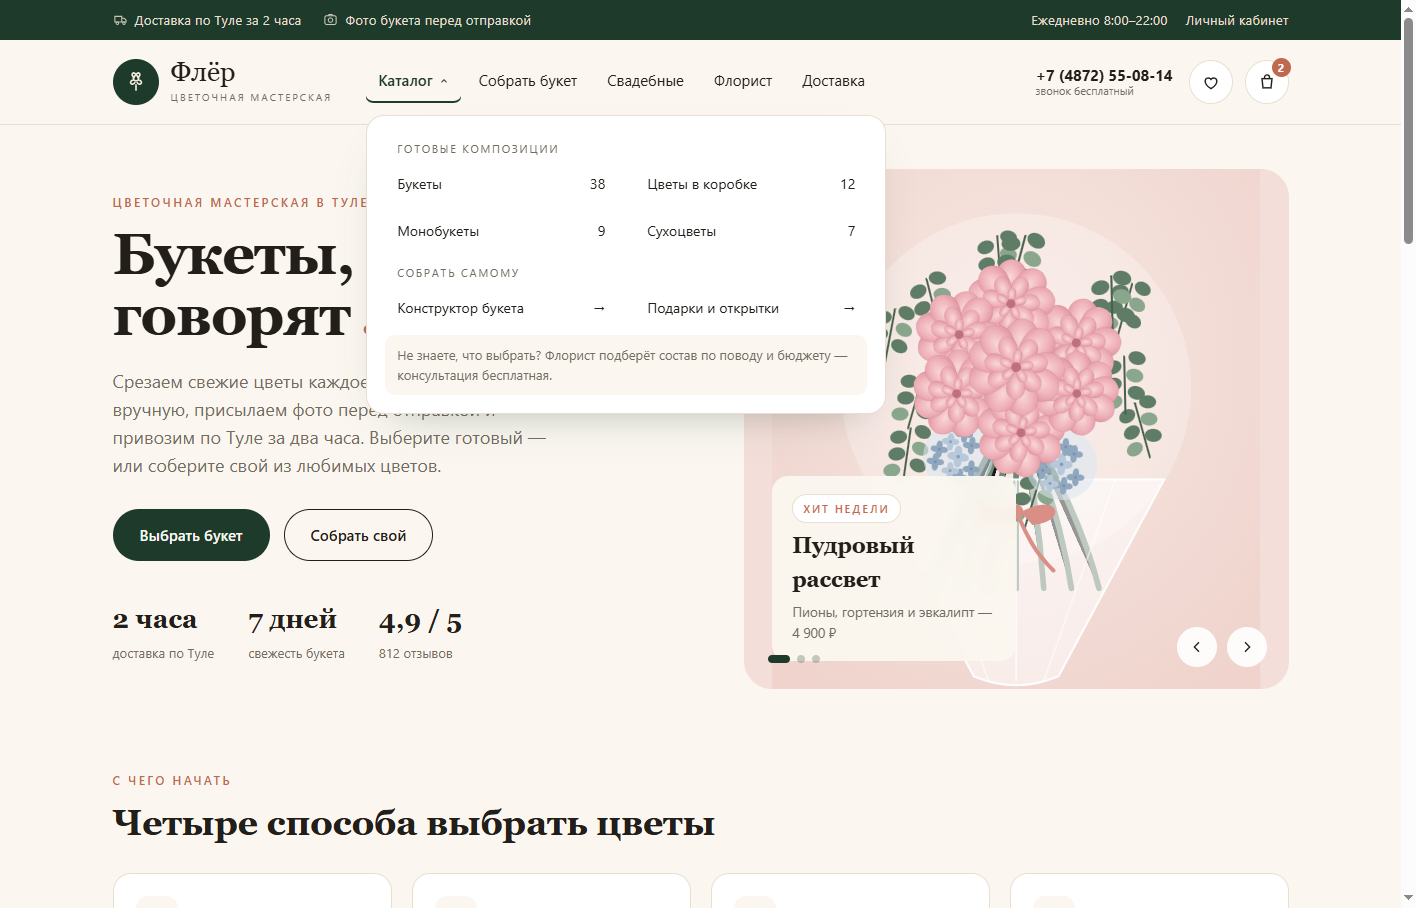 Доставка по Туле за 2 часа
Фото букета перед отправкой
Ежедневно 8:00–22:00
Личный кабинет
Флёр
ЦВЕТОЧНАЯ МАСТЕРСКАЯ
Каталог
Собрать букет
Свадебные
Флорист
Доставка
+7 (4872) 55-08-14
звонок бесплатный
2
ГОТОВЫЕ КОМПОЗИЦИИ
Букеты 38
Цветы в коробке 12
Монобукеты 9
Сухоцветы 7
СОБРАТЬ САМОМУ
Конструктор букета →
Подарки и открытки →
Не знаете, что выбрать? Флорист подберёт состав по поводу и бюджету —
консультация бесплатная.
ЦВЕТОЧНАЯ МАСТЕРСКАЯ В ТУЛЕ
Букеты,
говорят
Срезаем свежие цветы каждое
вручную, присылаем фото перед отправкой и
привозим по Туле за два часа. Выберите готовый —
или соберите свой из любимых цветов.
Выбрать букет
Собрать свой
2 часа
доставка по Туле
7 дней
свежесть букета
4,9 / 5
812 отзывов
ХИТ НЕДЕЛИ
Пудровый
рассвет
Пионы, гортензия и эвкалипт —
4 900 ₽
С ЧЕГО НАЧАТЬ
Четыре способа выбрать цветы